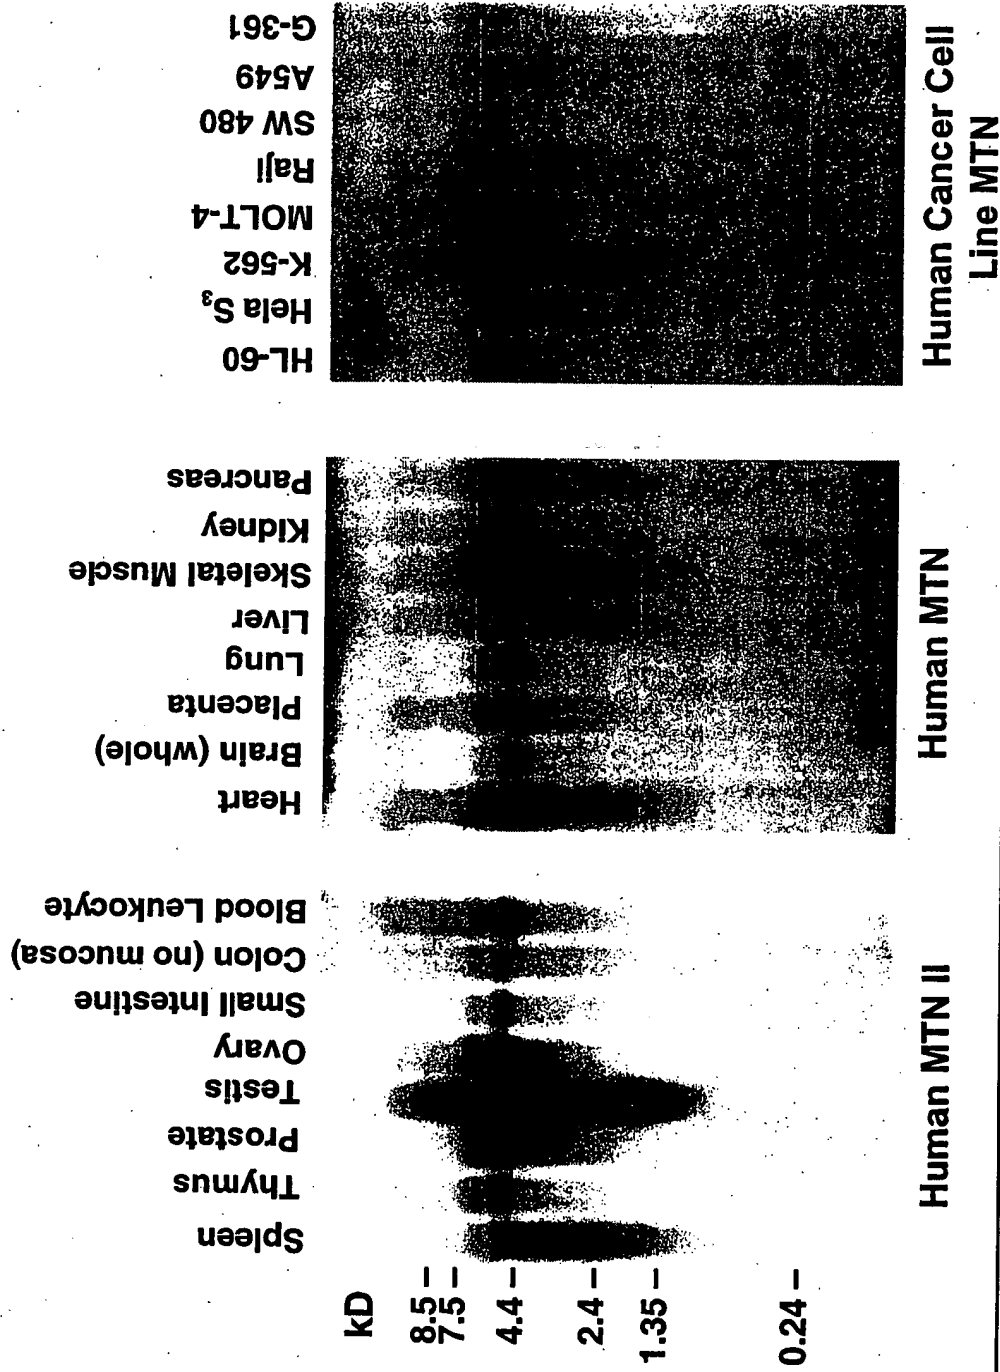 kD
8.5
7.5
4.4
2.4
1.35
0.24
Spleen
Thymus
Prostate
Testis
Ovary
Small Intestine
Colon (no mucosa)
Blood Leukocyte
Human MTN II
Heart
Brain (whole)
Placenta
Lung
Liver
Skeletal Muscle
Kidney
Pancreas
Human MTN
HL-60
Hela S₃
K-562
MOLT-4
Raji
SW 480
A549
G-361
Human Cancer Cell
Line MTN